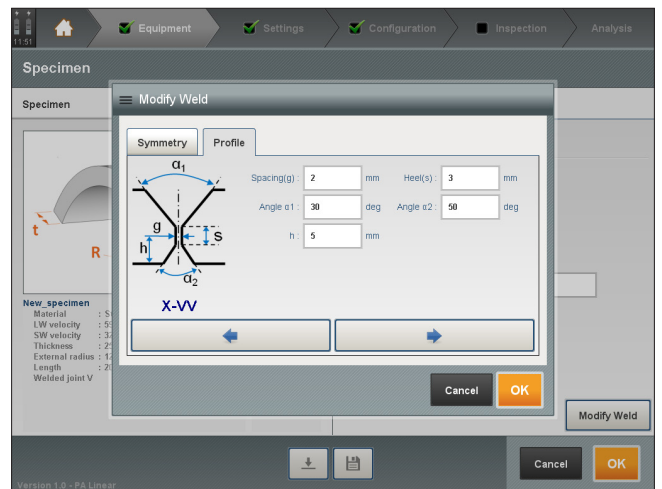 11:51
Equipment
Settings
Configuration
Inspection
Analysis
Specimen
Specimen
Modify Weld
Symmetry
Profile
α1
g
s
h
α2
X-VV
Spacing(g) : 2 mm Heel(s) : 3 mm
Angle α1 : 30 deg Angle α2 : 50 deg
h : 5 mm
t
R
New_specimen
Material :
LW velocity :
SW velocity :
Thickness :
External radius :
Length :
Welded joint V
Cancel
OK
Modify Weld
Cancel
OK
Version 1.0 - PA Linear